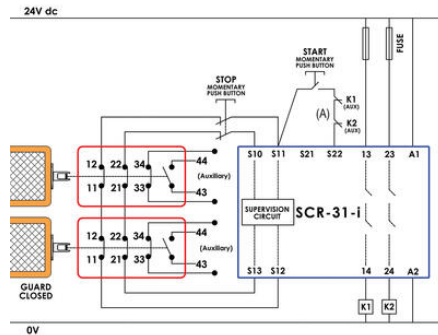 24V dc
START
MOMENTARY
PUSH BUTTON
FUSE
STOP
MOMENTARY
PUSH BUTTON
K1
(AUX)
(A)
K2
(AUX)
12 22 34 44
(Auxiliary)
11 21 33 43
S10 S11 S21 S22 13 23 A1
SUPERVISION
CIRCUIT
SCR-31-i
12 22 34 44
(Auxiliary)
11 21 33 43
S13 S12 14 24 A2
GUARD
CLOSED
K1 K2
0V